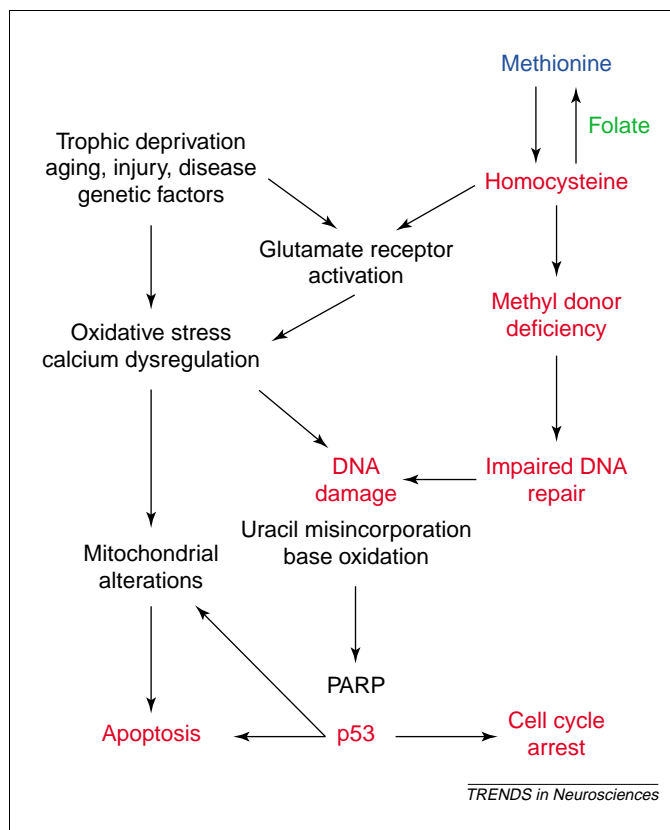 Methionine
Folate
Trophic deprivation
aging, injury, disease
genetic factors
Homocysteine
Glutamate receptor
activation
Methyl donor
deficiency
Oxidative stress
calcium dysregulation
DNA
damage
Impaired DNA
repair
Uracil misincorporation
base oxidation
Mitochondrial
alterations
PARP
Apoptosis
p53
Cell cycle
arrest
TRENDS in Neurosciences